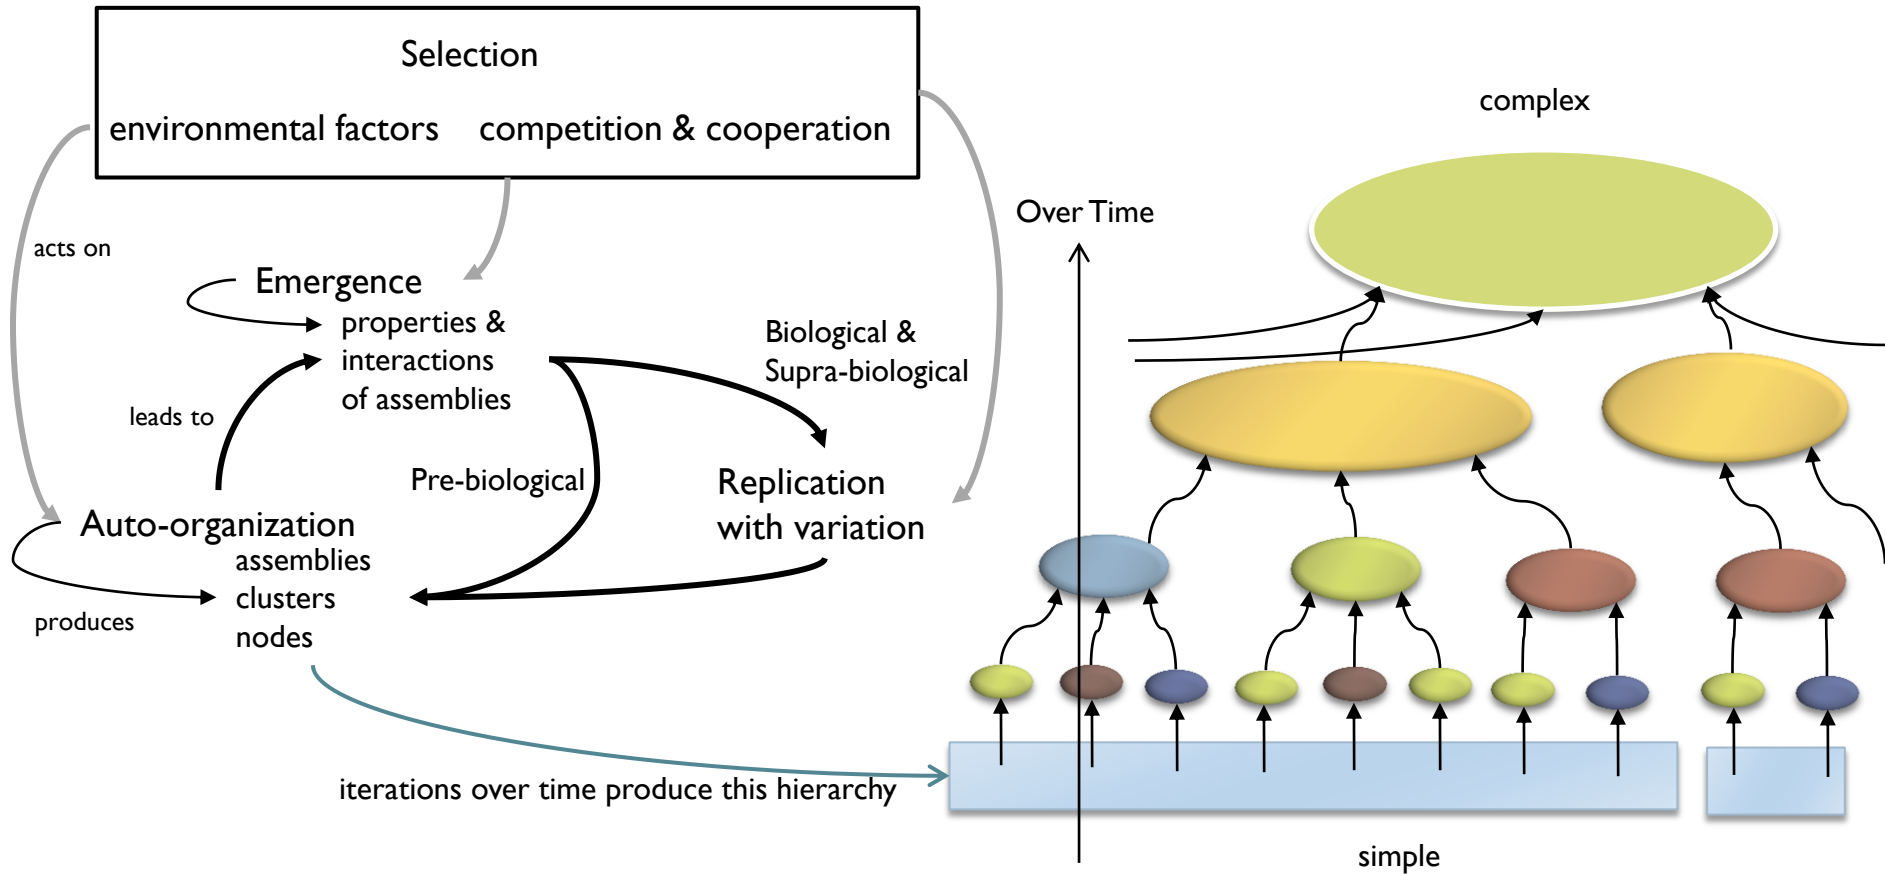 Selection
environmental factors
competition & cooperation
acts on
Emergence
properties &
interactions
of assemblies
leads to
Biological &
Supra-biological
Pre-biological
Replication
with variation
Auto-organization
assemblies
clusters
nodes
produces
iterations over time produce this hierarchy
complex
Over Time
simple